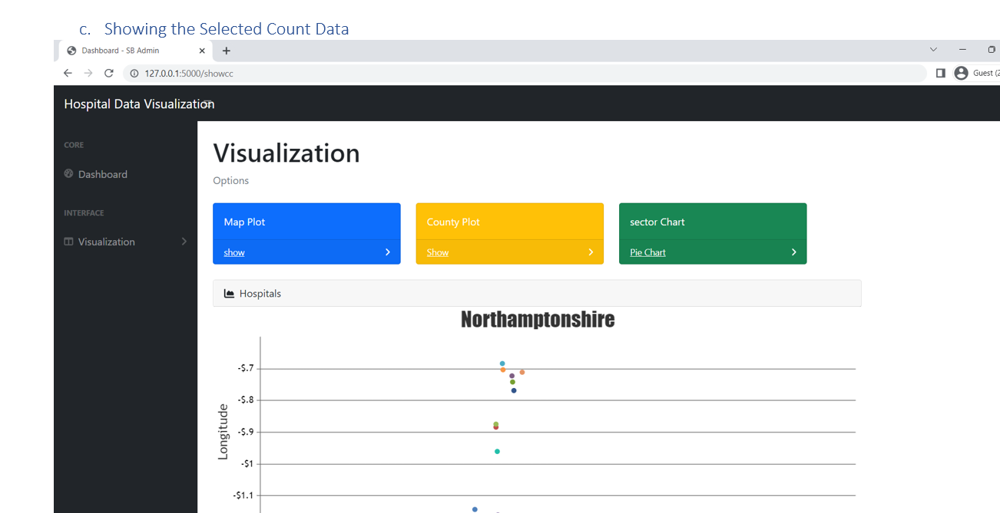 c. Showing the Selected Count Data
Dashboard - SB Admin
127.0.0.1:5000/showcc
Guest (2
Hospital Data Visualization
CORE
Dashboard
INTERFACE
Visualization
Visualization
Options
Map Plot
show
County Plot
Show
sector Chart
Pie Chart
Hospitals
Northamptonshire
Longitude
-$.7
-$.8
-$.9
-$1
-$1.1